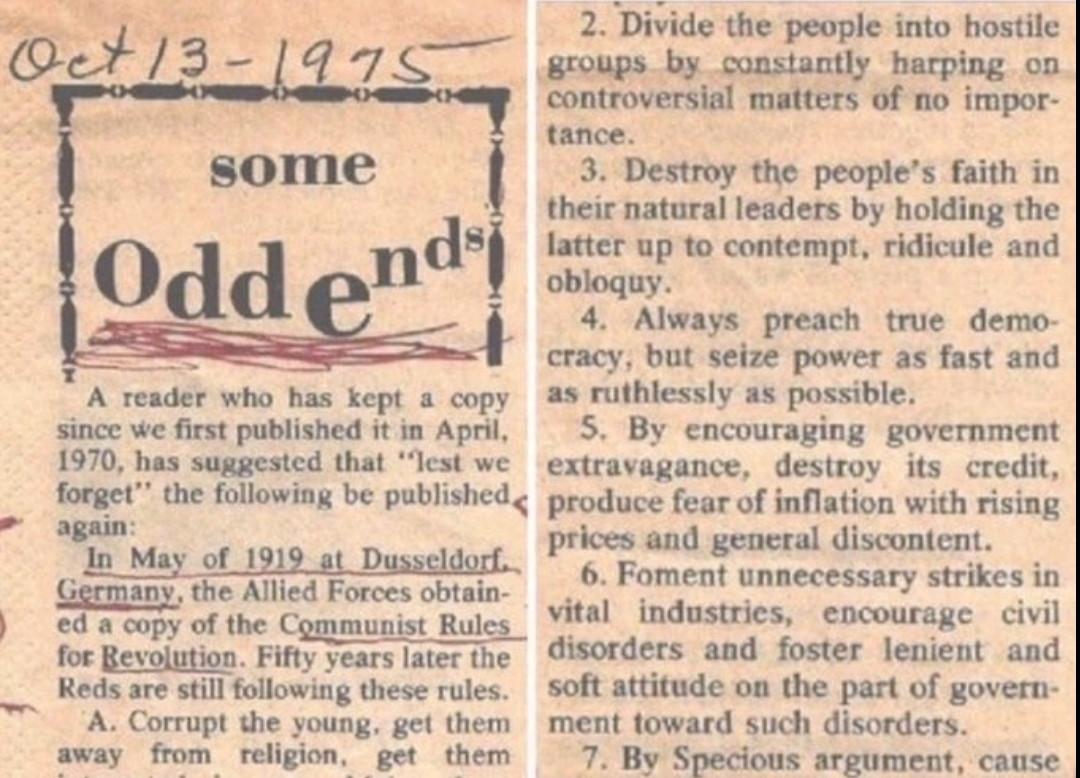 Oct 13-1975
some
Odd ends
A reader who has kept a copy
since we first published it in April,
1970, has suggested that "lest we
forget" the following be published
again:
In May of 1919 at Dusseldorf,
Germany, the Allied Forces obtain-
ed a copy of the Communist Rules
for Revolution. Fifty years later the
Reds are still following these rules.
A. Corrupt the young, get them
away from religion, get them
2. Divide the people into hostile
groups by constantly harping on
controversial matters of no impor-
tance.
3. Destroy the people's faith in
their natural leaders by holding the
latter up to contempt, ridicule and
obloquy.
4. Always preach true demo-
cracy, but seize power as fast and
as ruthlessly as possible.
5. By encouraging government
extravagance, destroy its credit,
produce fear of inflation with rising
prices and general discontent.
6. Foment unnecessary strikes in
vital industries, encourage civil
disorders and foster lenient and
soft attitude on the part of govern-
ment toward such disorders.
7. By Specious argument, cause